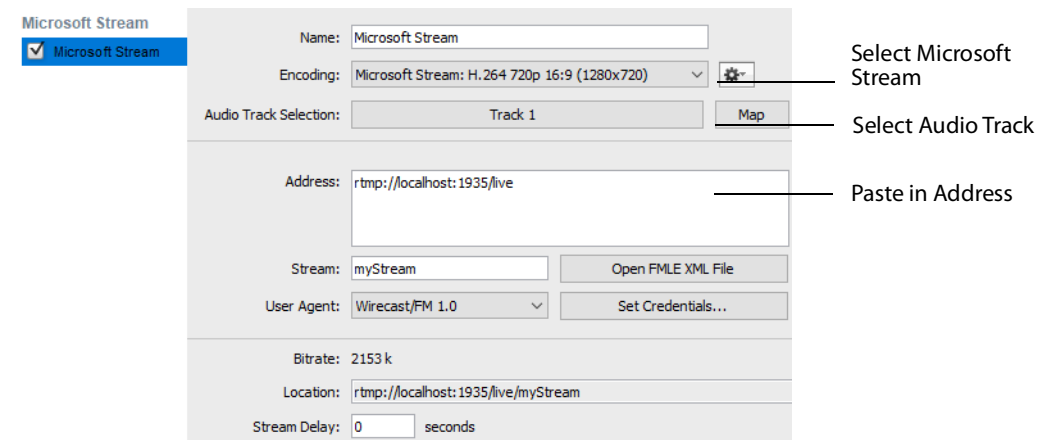 Microsoft Stream
Microsoft Stream
Name: Microsoft Stream
Encoding: Microsoft Stream: H.264 720p 16:9 (1280x720)
Select Microsoft
Stream
Audio Track Selection: Track 1 Map
Select Audio Track
Address: rtmp://localhost:1935/live
Paste in Address
Stream: myStream Open FMLE XML File
User Agent: Wirecast/FM 1.0 Set Credentials...
Bitrate: 2153 k
Location: rtmp://localhost:1935/live/myStream
Stream Delay: 0 seconds